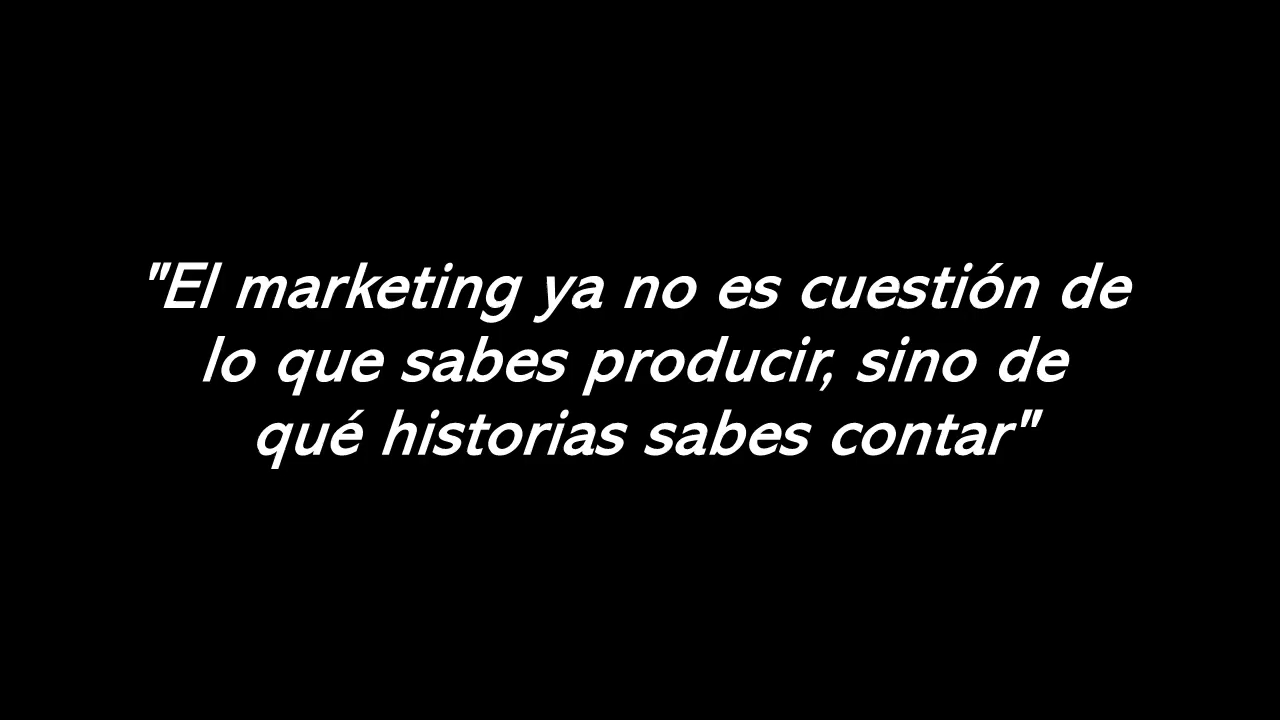 "El marketing ya no es cuestión de
lo que sabes producir, sino de
qué historias sabes contar"